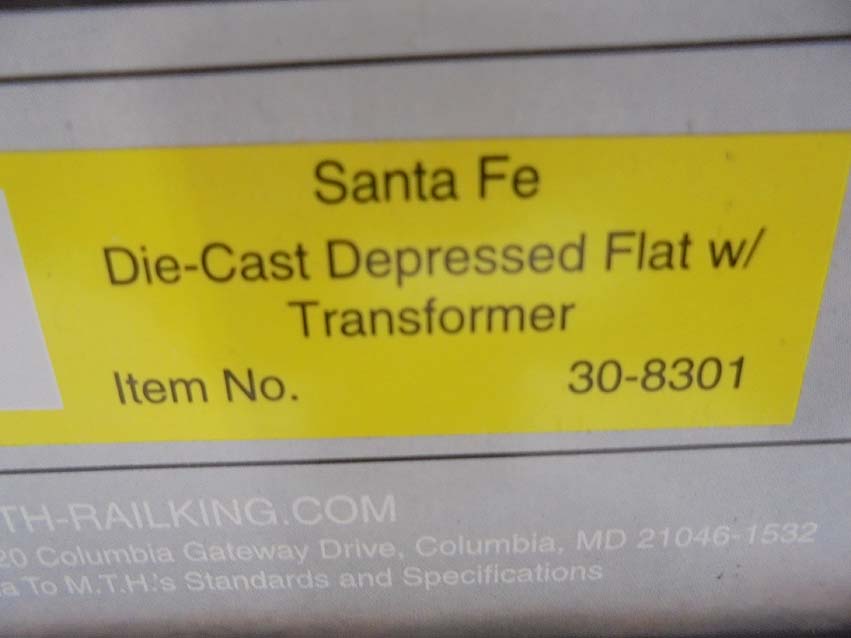 Santa Fe
Die-Cast Depressed Flat w/
Transformer
Item No. 30-8301
TH-RAILKING.COM
20 Columbia Gateway Drive, Columbia, MD 21046-1532
a To M.T.H.'s Standards and Specifications